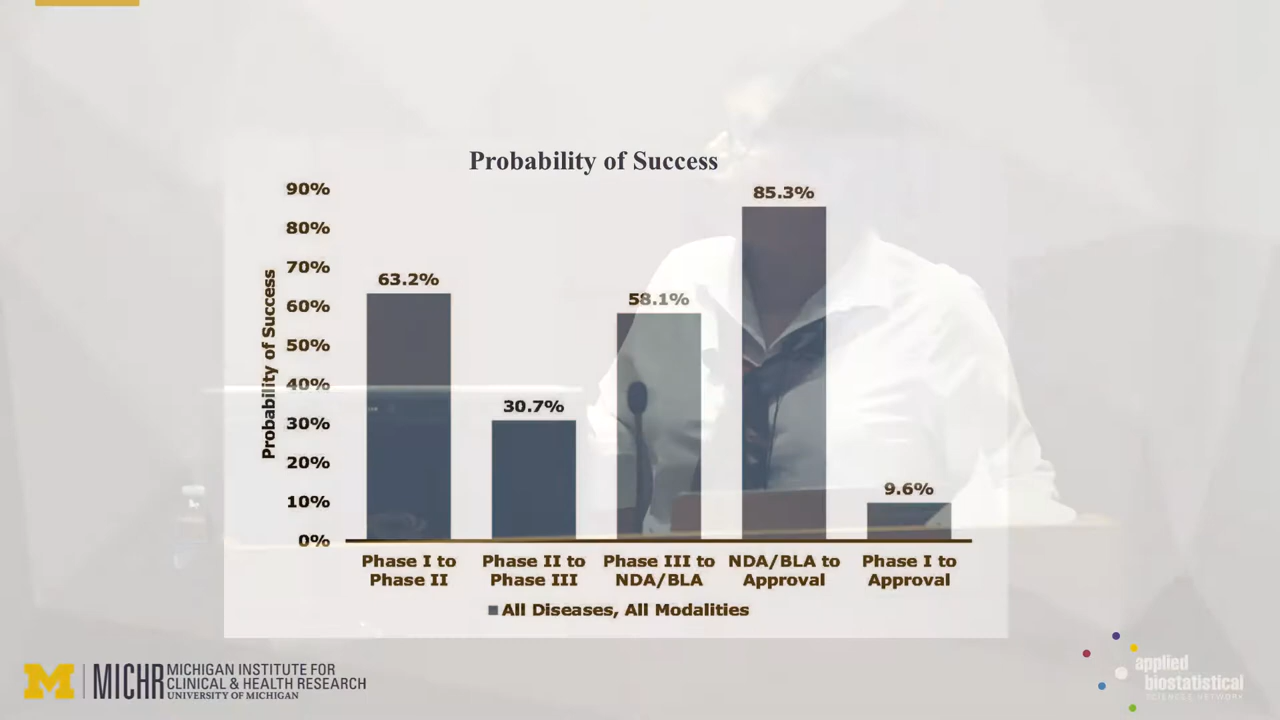 Probability of Success
90%
80%
70%
60%
50%
40%
30%
20%
10%
0%
Probability of Success
63.2%
30.7%
58.1%
85.3%
9.6%
Phase I to
Phase II
Phase II to
Phase III
Phase III to
NDA/BLA
NDA/BLA to
Approval
Phase I to
Approval
All Diseases, All Modalities
M
MICHR
MICHIGAN INSTITUTE FOR
CLINICAL & HEALTH RESEARCH
UNIVERSITY OF MICHIGAN
applied
biostatistical
SCIENCES NETWORK